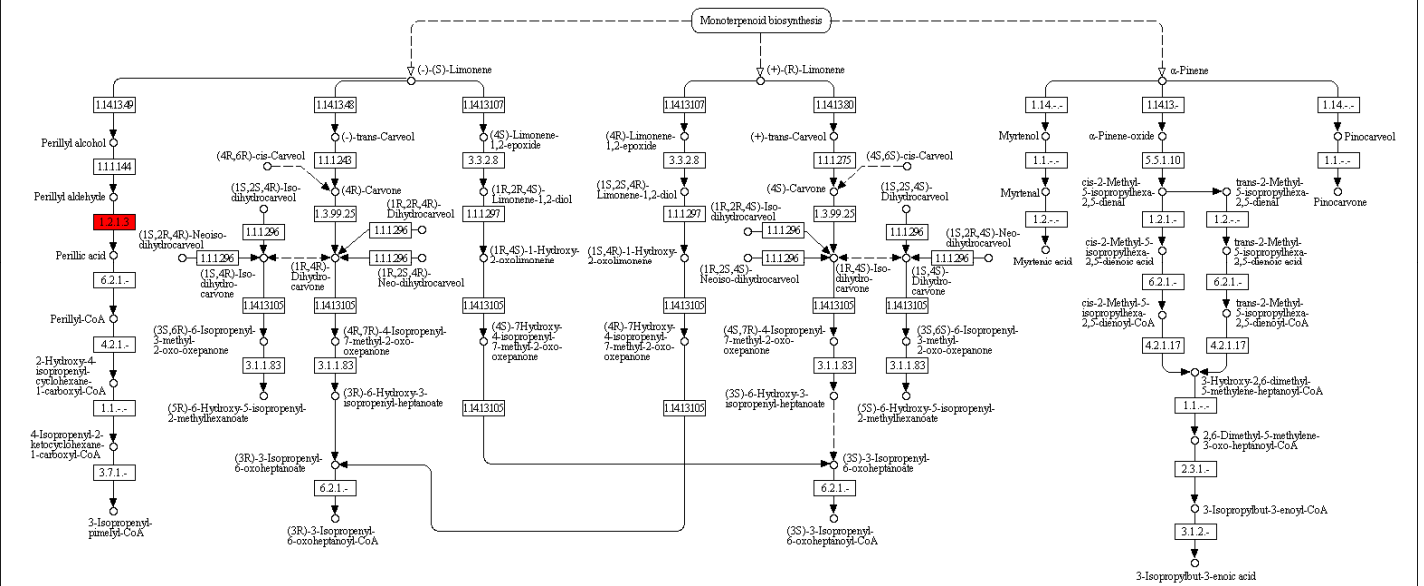 Monoterpenoid biosynthesis
(-)-(S)-Limonene
(+)-(R)-Limonene
α-Pinene
1.14.13.49
1.14.13.48
1.14.13.107
1.14.13.107
1.14.13.80
1.14.-.-
1.14.13.-
1.14.-.-
Perillyl alcohol
(-)-trans-Carveol
(4S)-Limonene-
1,2-epoxide
(4R)-Limonene-
1,2-epoxide
(+)-trans-Carveol
Myrtenol
α-Pinene-oxide
Pinocarveol
1.1.1.144
(4R,6R)-cis-Carveol
1.1.1.243
3.3.2.8
3.3.2.8
1.1.1.275
(4S,6S)-cis-Carveol
1.1.-.-
5.5.1.10
1.1.-.-
Perillyl aldehyde
(1S,2S,4R)-Iso-
dihydrocarveol
(4R)-Carvone
(1R,2R,4S)-
Limonene-1,2-diol
(1S,2S,4R)-
Limonene-1,2-diol
(4S)-Carvone
(1S,2S,4S)-
Dihydrocarveol
Myrtenal
cis-2-Methyl-
5-isopropylhexa-
2,5-dienal
trans-2-Methyl-
5-isopropylhexa-
2,5-dienal
Pinocarvone
1.2.1.3
1.3.99.25
(1R,2R,4R)-
Dihydrocarveol
1.1.1.297
1.1.1.297
(1R,2R,4S)-Iso-
dihydrocarveol
1.3.99.25
1.2.-.-
1.2.1.-
1.2.-.-
(1S,2R,4R)-Neoiso-
dihydrocarveol
1.1.1.296
1.1.1.296
1.1.1.296
1.1.1.296
(1S,2R,4S)-Neo-
dihydrocarveol
Perillic acid
1.1.1.296
1.1.1.296
(1R,4S)-1-Hydroxy-
2-oxolimonene
(1S,4R)-1-Hydroxy-
2-oxolimonene
1.1.1.296
1.1.1.296
Myrtenic acid
cis-2-Methyl-5-
isopropylhexa-
2,5-dienoic acid
trans-2-Methyl-
5-isopropylhexa-
2,5-dienoic acid
6.2.1.-
(1S,4R)-Iso-
dihydro-
carvone
(1R,4R)-
Dihydro-
carvone
(1R,2S,4R)-
Neo-dihydrocarveol
(1R,2S,4S)-
Neoiso-dihydrocarveol
(1R,4S)-Iso-
dihydro-
carvone
(1S,4S)-
Dihydro-
carvone
6.2.1.-
6.2.1.-
1.14.13.105
1.14.13.105
1.14.13.105
1.14.13.105
1.14.13.105
1.14.13.105
Perillyl-CoA
(3S,6R)-6-Isopropenyl-
3-methyl-
2-oxo-oxepanone
(4R,7R)-4-Isopropenyl-
7-methyl-2-oxo-
oxepanone
(4S)-7Hydroxy-
4-isopropenyl-
7-methyl-2-oxo-
oxepanone
(4R)-7Hydroxy-
4-isopropenyl-
7-methyl-2-oxo-
oxepanone
(4S,7R)-4-Isopropenyl-
7-methyl-2-oxo-
oxepanone
(3S,6S)-6-Isopropenyl-
3-methyl-
2-oxo-oxepanone
cis-2-Methyl-5-
isopropylhexa-
2,5-dienoyl-CoA
trans-2-Methyl-
5-isopropylhexa-
2,5-dienoyl-CoA
4.2.1.-
3.1.1.83
3.1.1.83
3.1.1.83
3.1.1.83
4.2.1.17
4.2.1.17
2-Hydroxy-4-
isopropenyl-
cyclohexane-
1-carboxyl-CoA
(5R)-6-Hydroxy-5-isopropenyl-
2-methylhexanoate
(3R)-6-Hydroxy-3-
isopropenyl-heptanoate
(3S)-6-Hydroxy-3-
isopropenyl-heptanoate
(5S)-6-Hydroxy-5-isopropenyl-
2-methylhexanoate
3-Hydroxy-2,6-dimethyl-
5-methylene-heptanoyl-CoA
1.1.-.-
1.14.13.105
1.14.13.105
1.1.-.-
4-Isopropenyl-2-
ketocyclohexane-
1-carboxyl-CoA
(3R)-3-Isopropenyl-
6-oxoheptanoate
(3S)-3-Isopropenyl-
6-oxoheptanoate
2,6-Dimethyl-5-methylene-
3-oxo-heptanoyl-CoA
3.7.1.-
6.2.1.-
6.2.1.-
2.3.1.-
3-Isopropenyl-
pimelyl-CoA
(3R)-3-Isopropenyl-
6-oxoheptanoyl-CoA
(3S)-3-Isopropenyl-
6-oxoheptanoyl-CoA
3-Isopropylbut-3-enoyl-CoA
3.1.2.-
3-Isopropylbut-3-enoic acid